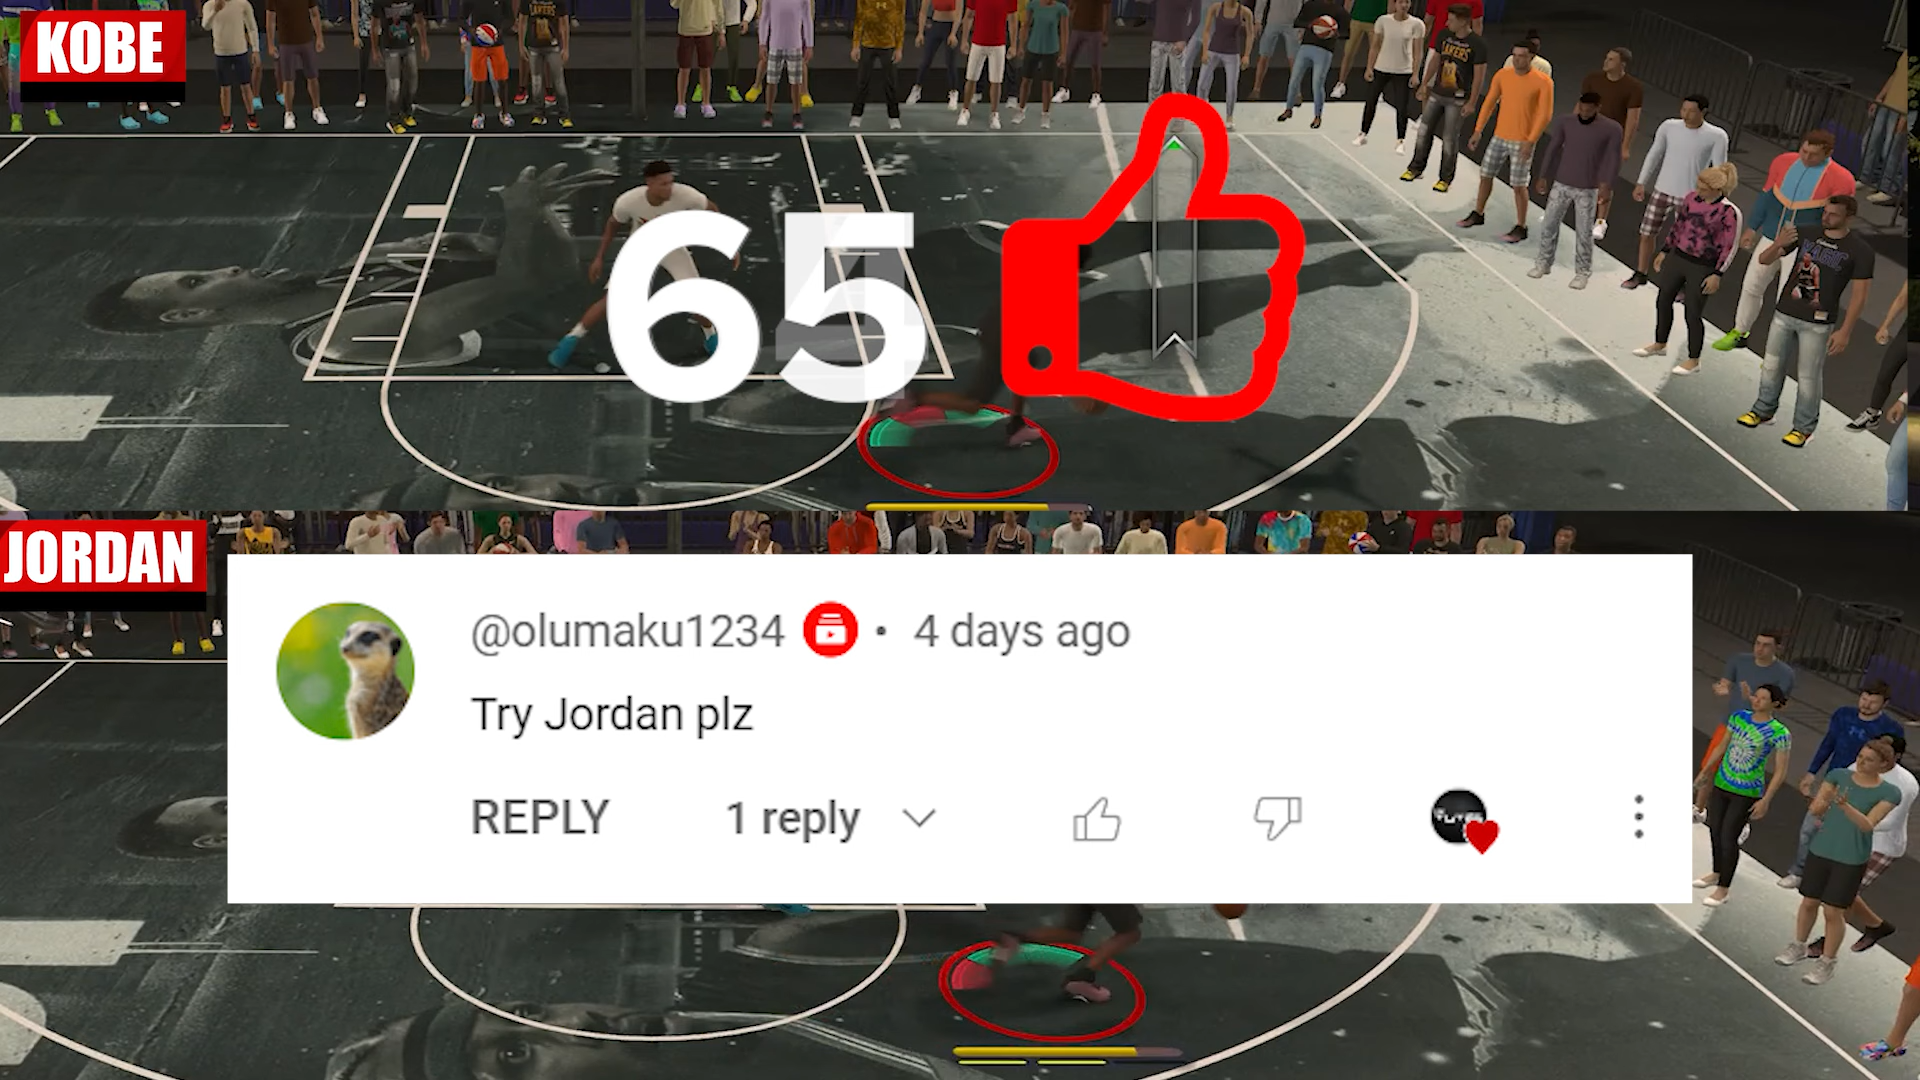 KOBE
65
JORDAN
@olumaku1234 • 4 days ago
Try Jordan plz
REPLY 1 reply